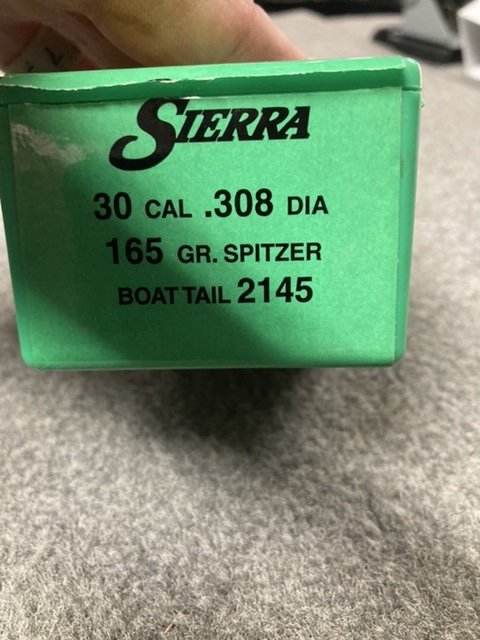 SIERRA
30 CAL .308 DIA
165 GR. SPITZER
BOAT TAIL 2145